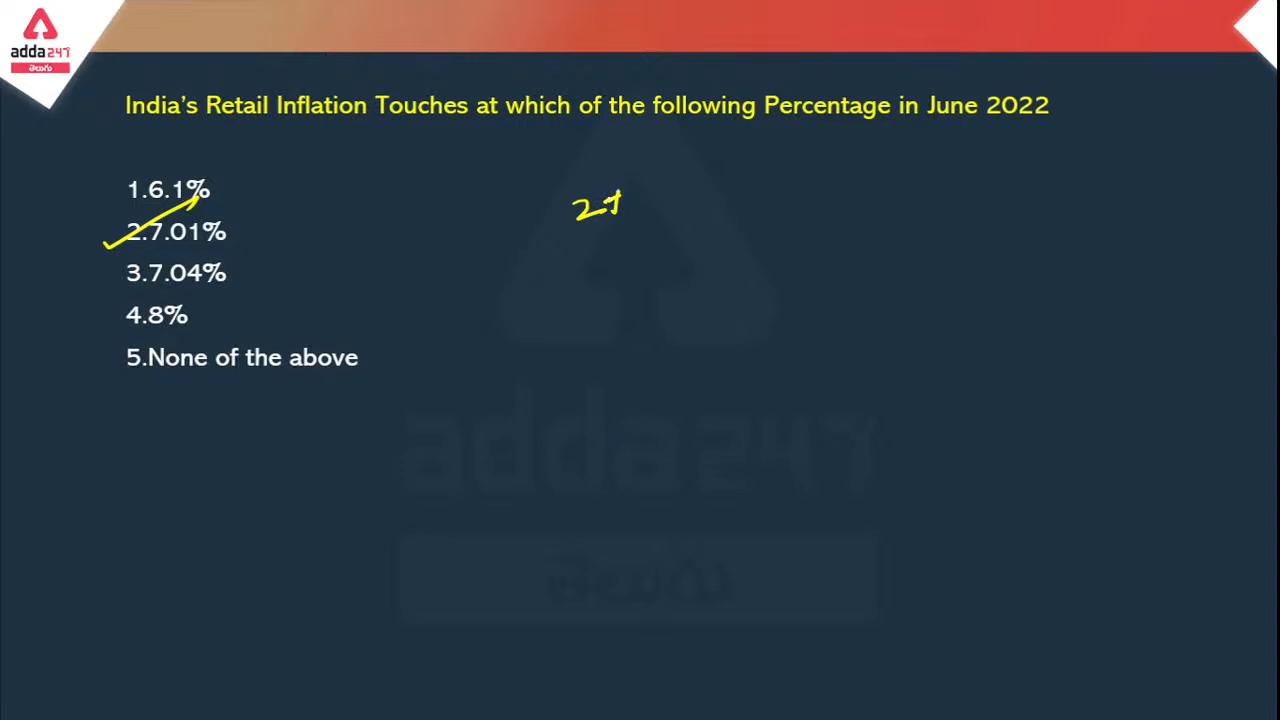 adda247
తెలుగు
India's Retail Inflation Touches at which of the following Percentage in June 2022
1.6.1%
2.7.01%
3.7.04%
4.8%
5.None of the above
adda247
తెలుగు